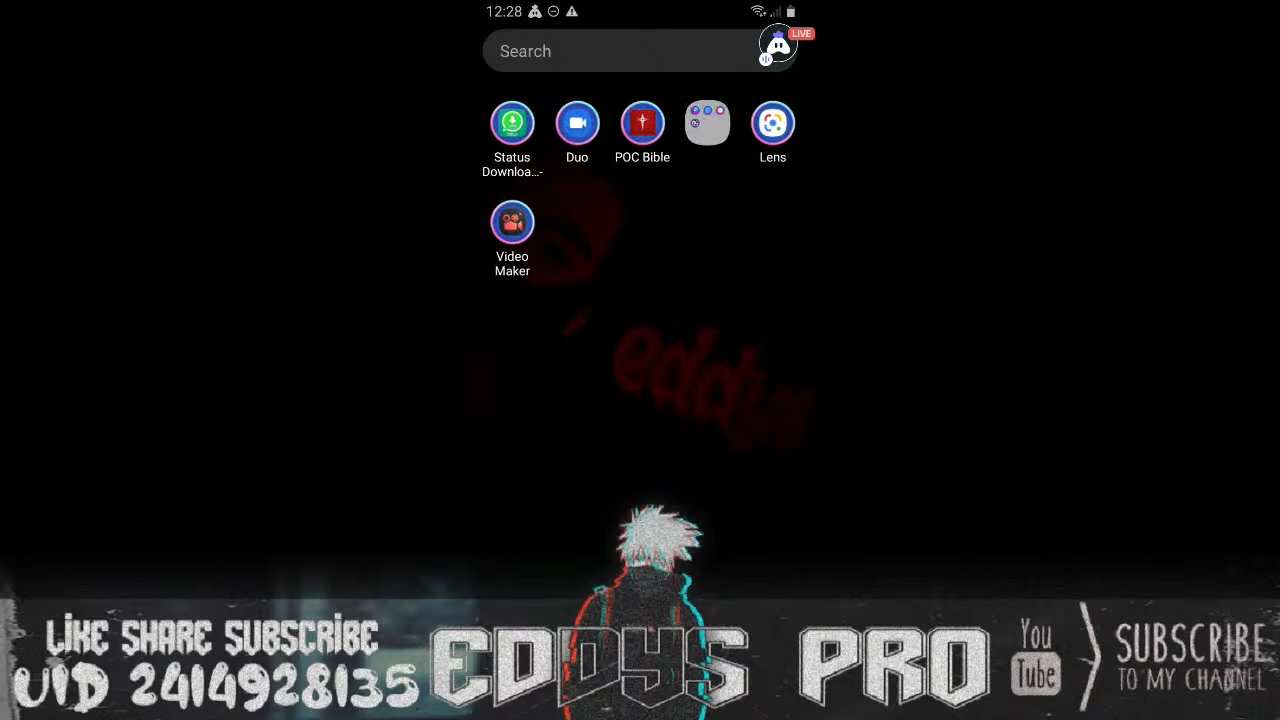 12:28
LIVE
Search
Status
Downloa...-
Duo
POC Bible
Lens
Video
Maker
eddys
LIKE SHARE SUBSCRIBE
UID 2414928135
EDDYS PRO
You
Tube
SUBSCRIBE
TO MY CHANNEL